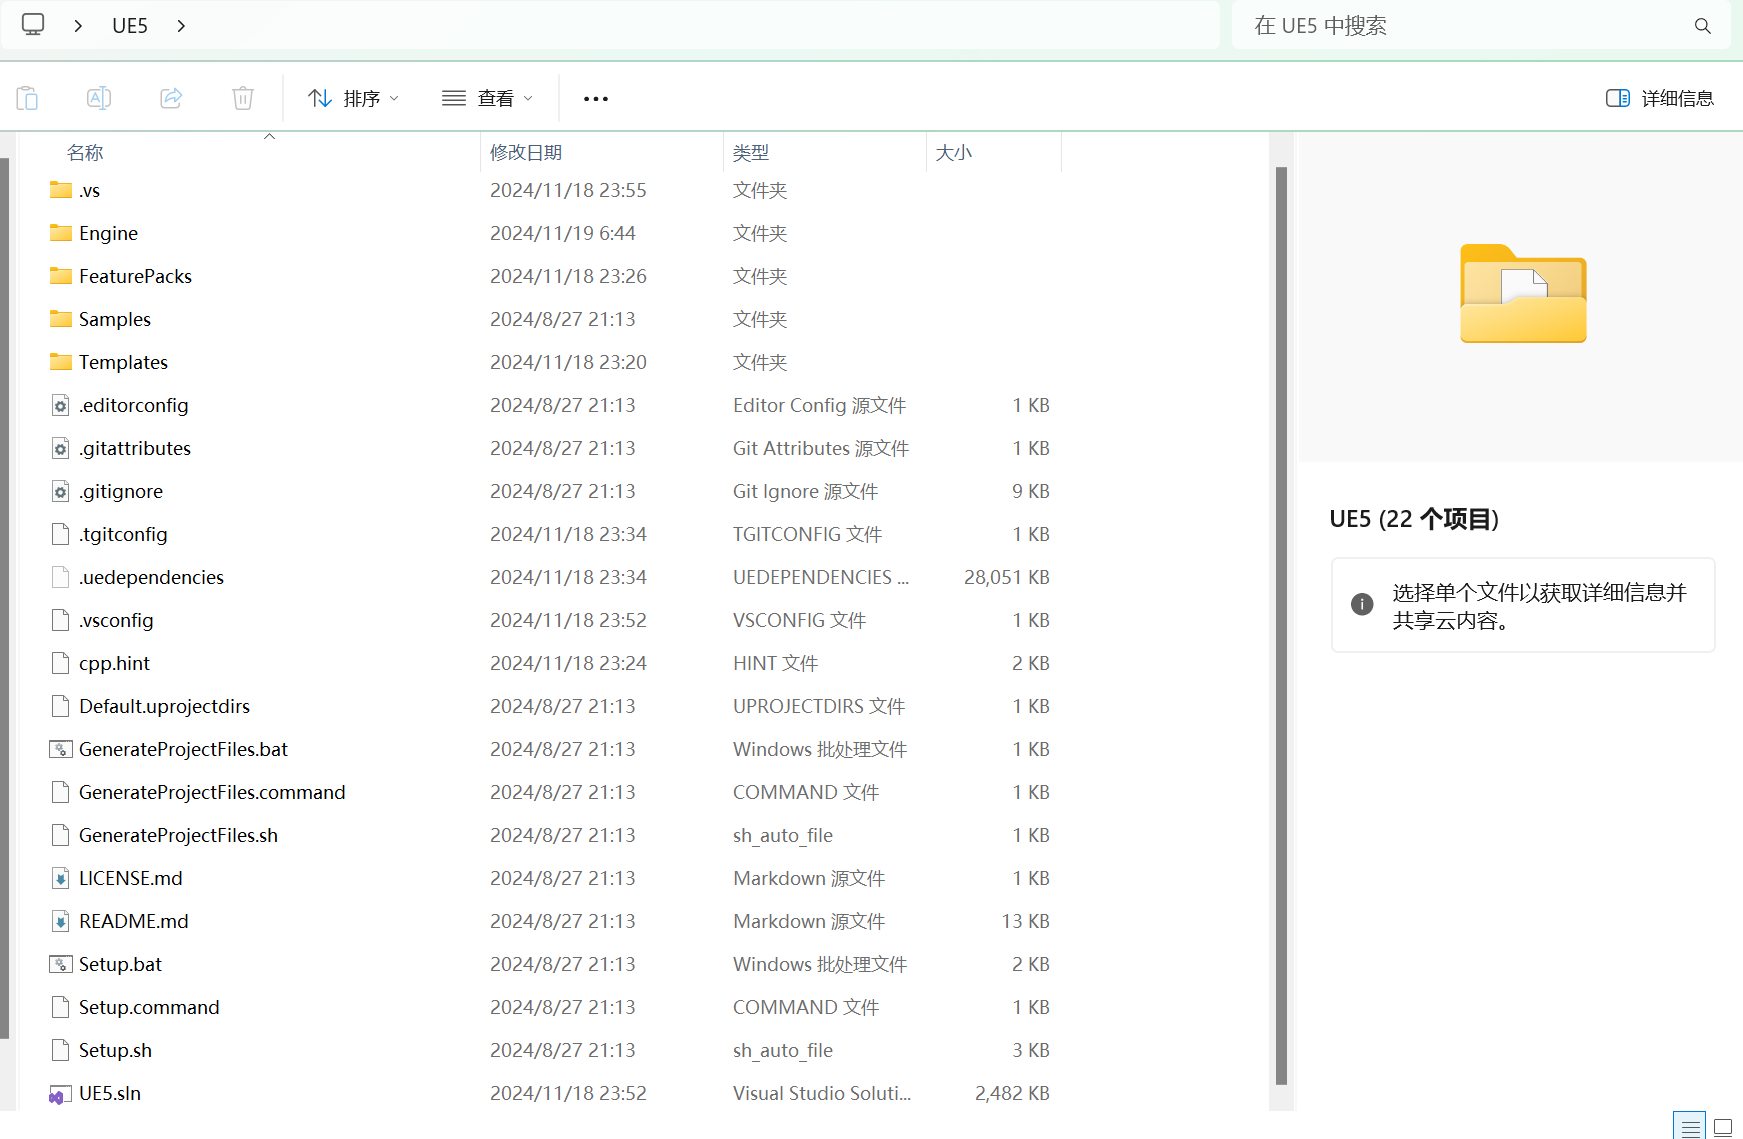 UE5
在 UE5 中搜索
排序
查看
详细信息
名称 修改日期 类型 大小
.vs 2024/11/18 23:55 文件夹
Engine 2024/11/19 6:44 文件夹
FeaturePacks 2024/11/18 23:26 文件夹
Samples 2024/8/27 21:13 文件夹
Templates 2024/11/18 23:20 文件夹
.editorconfig 2024/8/27 21:13 Editor Config 源文件 1 KB
.gitattributes 2024/8/27 21:13 Git Attributes 源文件 1 KB
.gitignore 2024/8/27 21:13 Git Ignore 源文件 9 KB
.tgitconfig 2024/11/18 23:34 TGITCONFIG 文件 1 KB
.uedependencies 2024/11/18 23:34 UEDEPENDENCIES ... 28,051 KB
.vsconfig 2024/11/18 23:52 VSCONFIG 文件 1 KB
cpp.hint 2024/11/18 23:24 HINT 文件 2 KB
Default.uprojectdirs 2024/8/27 21:13 UPROJECTDIRS 文件 1 KB
GenerateProjectFiles.bat 2024/8/27 21:13 Windows 批处理文件 1 KB
GenerateProjectFiles.command 2024/8/27 21:13 COMMAND 文件 1 KB
GenerateProjectFiles.sh 2024/8/27 21:13 sh_auto_file 1 KB
LICENSE.md 2024/8/27 21:13 Markdown 源文件 1 KB
README.md 2024/8/27 21:13 Markdown 源文件 13 KB
Setup.bat 2024/8/27 21:13 Windows 批处理文件 2 KB
Setup.command 2024/8/27 21:13 COMMAND 文件 1 KB
Setup.sh 2024/8/27 21:13 sh_auto_file 3 KB
UE5.sln 2024/11/18 23:52 Visual Studio Soluti... 2,482 KB
UE5 (22 个项目)
选择单个文件以获取详细信息并
共享云内容。